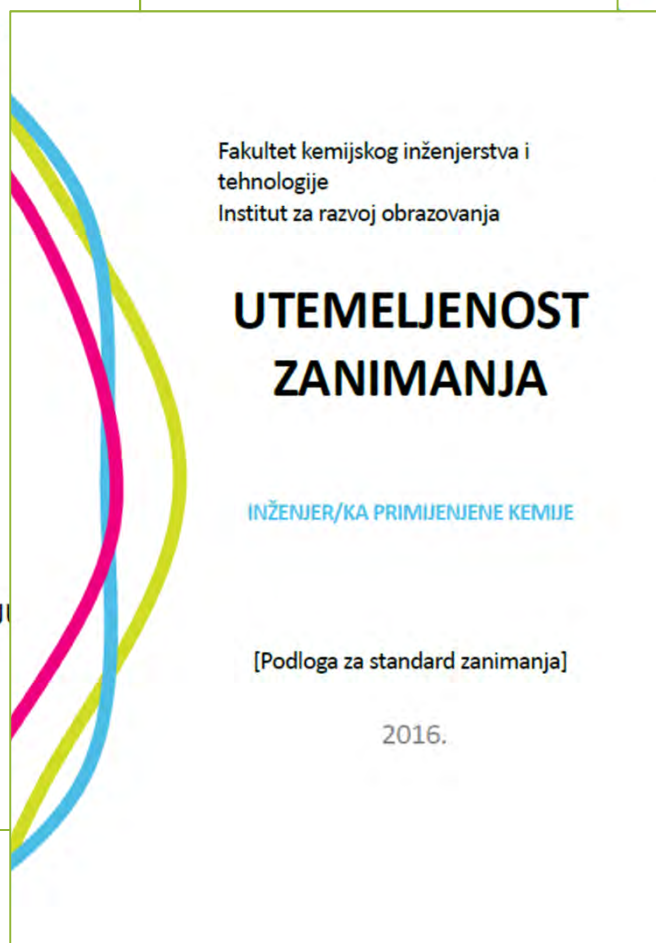 Fakultet kemijskog inženjerstva i
tehnologije
Institut za razvoj obrazovanja
UTEMELJENOST
ZANIMANJA
INŽENJER/KA PRIMIJENJENE KEMIJE
[Podloga za standard zanimanja]
2016.